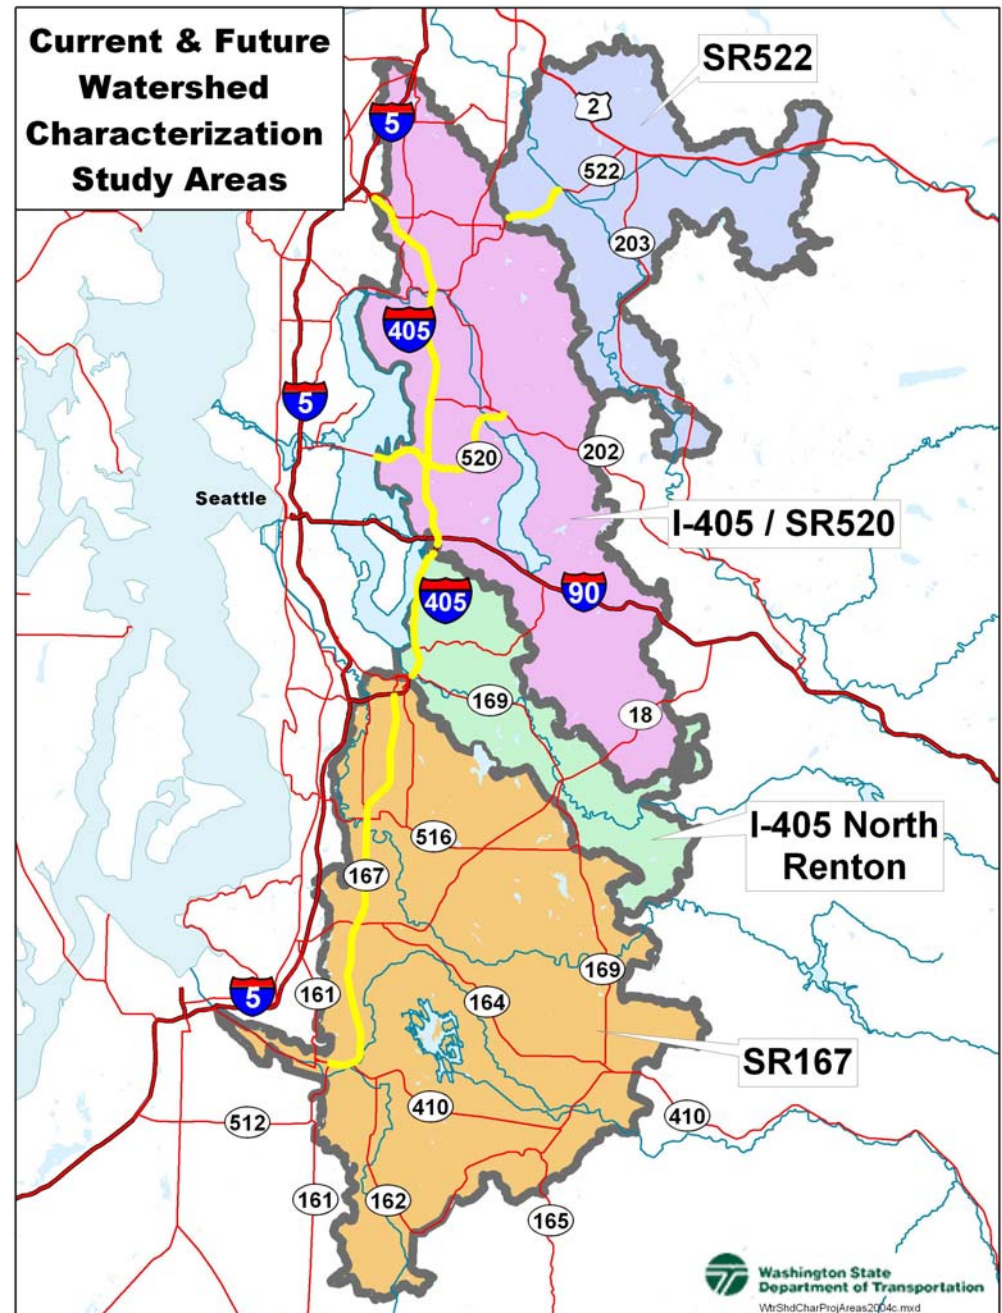 Current & Future
Watershed
Characterization
Study Areas
SR522
5
2
522
203
405
5
520
202
Seattle
I-405 / SR520
405
90
169
18
I-405 North
Renton
516
167
169
5
161
164
SR167
410
410
512
161
162
165
Washington State
Department of Transportation
WtrShdCharProjAreas2004c.mxd